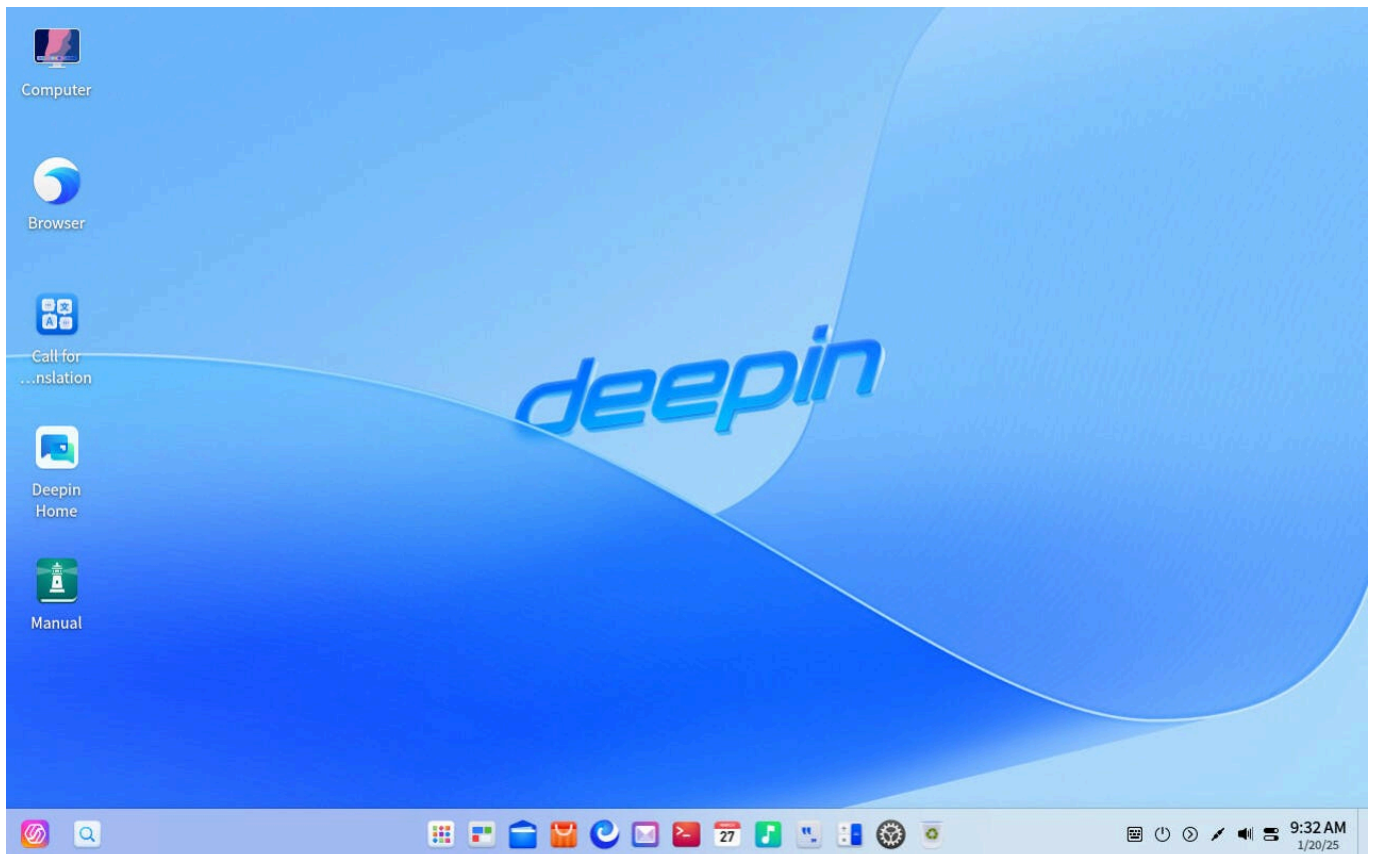 Computer
Browser
Call for
...nslation
Deepin
Home
Manual
deepin
27
9:32 AM
1/20/25